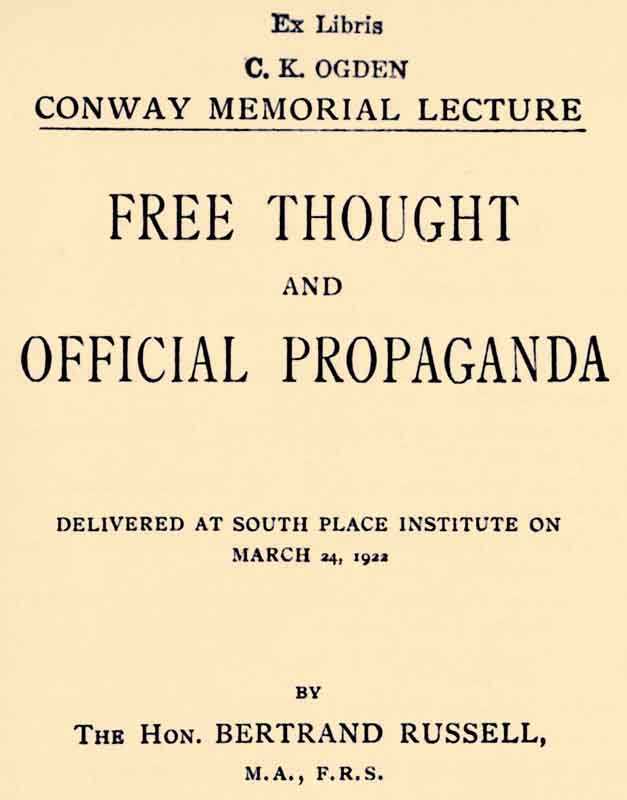 Ex Libris
C. K. OGDEN
CONWAY MEMORIAL LECTURE
FREE THOUGHT
AND
OFFICIAL PROPAGANDA
DELIVERED AT SOUTH PLACE INSTITUTE ON
MARCH 24, 1922
BY
THE HON. BERTRAND RUSSELL,
M.A., F.R.S.